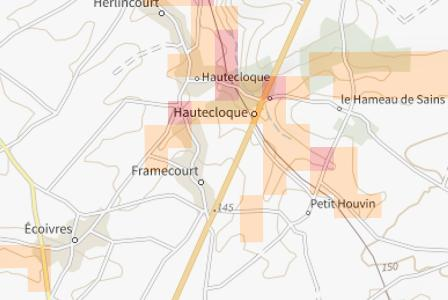 Herlincourt
Hautecloque
Hautecloque
le Hameau de Sains
Framecourt
Petit Houvin
145
Écoivres
150